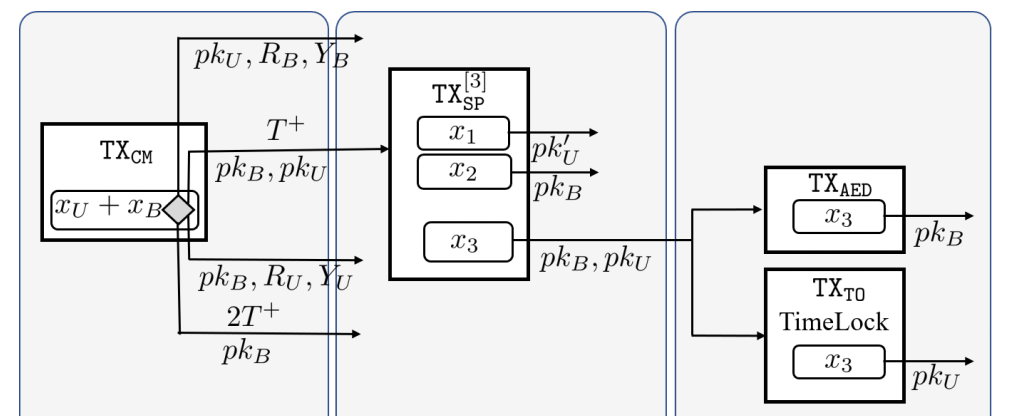 pk_U, R_B, Y_B
TX_CM
x_U + x_B
T^+
pk_B, pk_U
pk_B, R_U, Y_U
2T^+
pk_B
TX_SP^[3]
x_1
pk'_U
x_2
pk_B
x_3
pk_B, pk_U
TX_AED
x_3
pk_B
TX_TO
TimeLock
x_3
pk_U